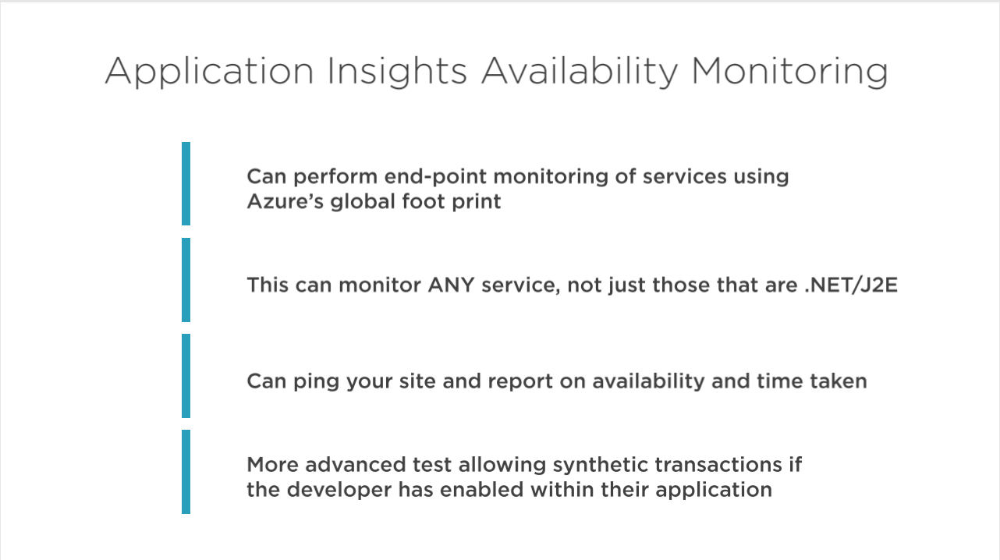 Application Insights Availability Monitoring
Can perform end-point monitoring of services using
Azure’s global foot print
This can monitor ANY service, not just those that are .NET/J2E
Can ping your site and report on availability and time taken
More advanced test allowing synthetic transactions if
the developer has enabled within their application